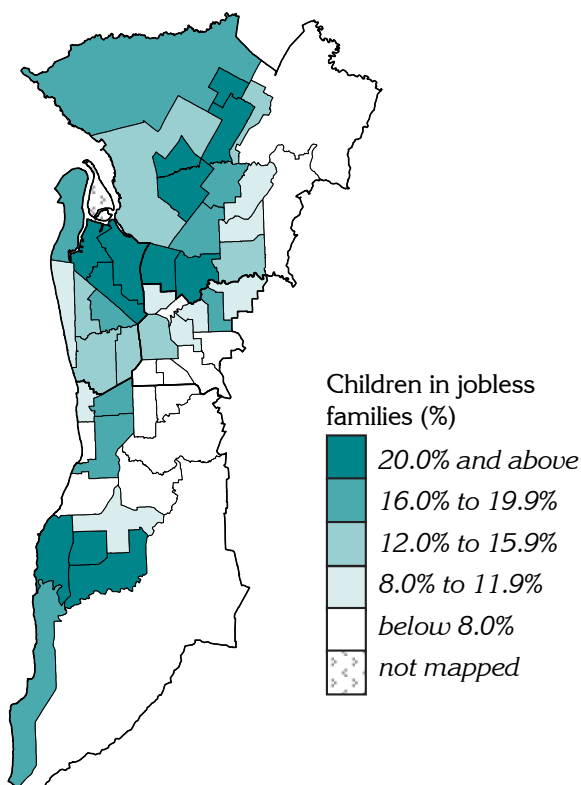 Children in jobless
families (%)
20.0% and above
16.0% to 19.9%
12.0% to 15.9%
8.0% to 11.9%
below 8.0%
not mapped